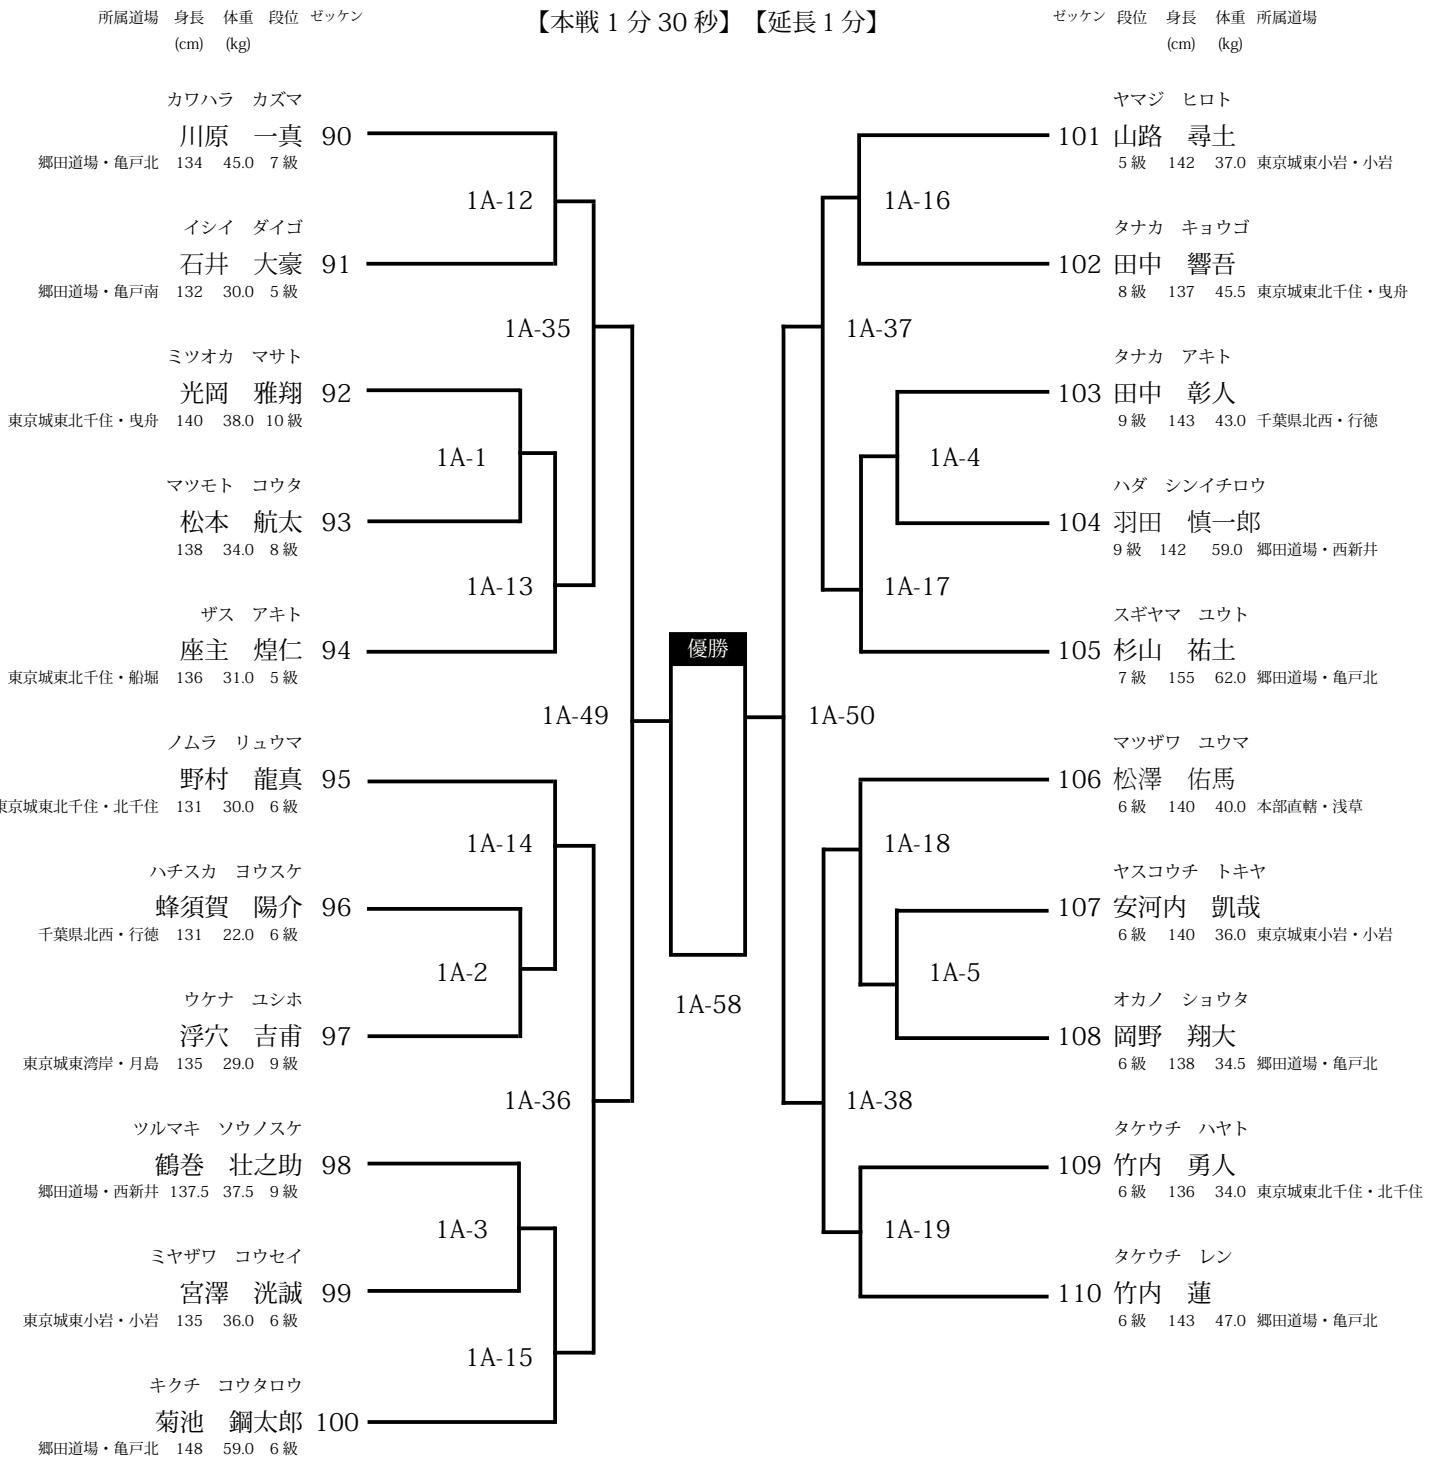 所属道場 身長 体重 段位 ゼッケン
(cm) (kg)
【本戦 1 分 30 秒】【延長 1 分】
ゼッケン 段位 身長 体重 所属道場
(cm) (kg)
カワハラ カズマ
川原 一真 90
郷田道場・亀戸北 134 45.0 7 級
1A-12
イシイ ダイゴ
石井 大豪 91
郷田道場・亀戸南 132 30.0 5 級
1A-35
ミツオカ マサト
光岡 雅翔 92
東京城東北千住・曳舟 140 38.0 10 級
1A-1
マツモト コウタ
松本 航太 93
138 34.0 8 級
1A-13
ザス アキト
座主 煌仁 94
東京城東北千住・船堀 136 31.0 5 級
1A-49
ノムラ リュウマ
野村 龍真 95
東京城東北千住・北千住 131 30.0 6 級
1A-14
ハチスカ ヨウスケ
蜂須賀 陽介 96
千葉県北西・行徳 131 22.0 6 級
1A-2
ウケナ ユシホ
浮穴 吉甫 97
東京城東湾岸・月島 135 29.0 9 級
1A-36
ツルマキ ソウノスケ
鶴巻 壮之助 98
郷田道場・西新井 137.5 37.5 9 級
1A-3
ミヤザワ コウセイ
宮澤 洸誠 99
東京城東小岩・小岩 135 36.0 6 級
1A-15
キクチ コウタロウ
菊池 鋼太郎 100
郷田道場・亀戸北 148 59.0 6 級
優勝
1A-58
ヤマジ ヒロト
101 山路 尋土
5 級 142 37.0 東京城東小岩・小岩
1A-16
タナカ キョウゴ
102 田中 響吾
8 級 137 45.5 東京城東北千住・曳舟
1A-37
タナカ アキト
103 田中 彰人
9 級 143 43.0 千葉県北西・行徳
1A-4
ハダ シンイチロウ
104 羽田 慎一郎
9 級 142 59.0 郷田道場・西新井
1A-17
スギヤマ ユウト
105 杉山 祐土
7 級 155 62.0 郷田道場・亀戸北
1A-50
マツザワ ユウマ
106 松澤 佑馬
6 級 140 40.0 本部直轄・浅草
1A-18
ヤスコウチ トキヤ
107 安河内 凱哉
6 級 140 36.0 東京城東小岩・小岩
1A-5
オカノ ショウタ
108 岡野 翔大
6 級 138 34.5 郷田道場・亀戸北
1A-38
タケウチ ハヤト
109 竹内 勇人
6 級 136 34.0 東京城東北千住・北千住
1A-19
タケウチ レン
110 竹内 蓮
6 級 143 47.0 郷田道場・亀戸北